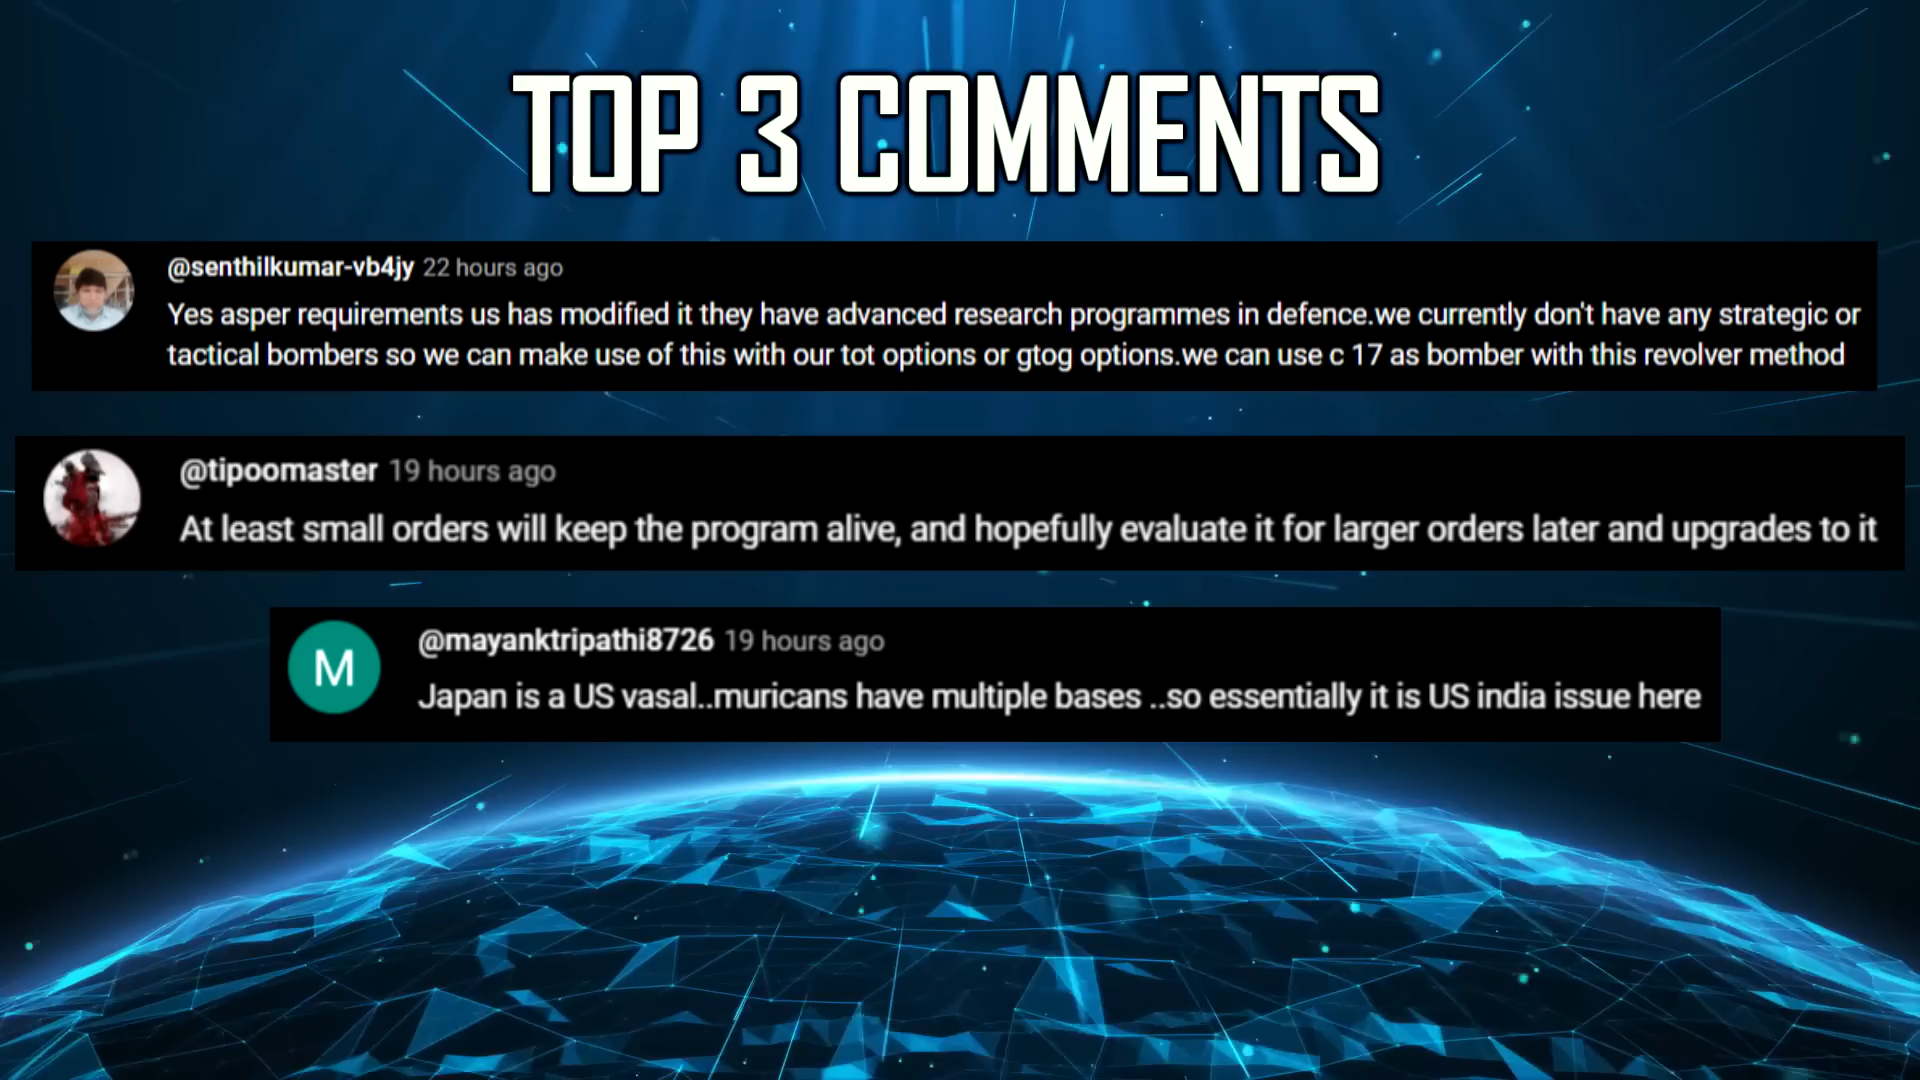 TOP 3 COMMENTS
@senthilkumar-vb4jy 22 hours ago
Yes asper requirements us has modified it they have advanced research programmes in defence.we currently don't have any strategic or
tactical bombers so we can make use of this with our tot options or gtog options.we can use c 17 as bomber with this revolver method
@tipoomaster 19 hours ago
At least small orders will keep the program alive, and hopefully evaluate it for larger orders later and upgrades to it
M
@mayanktripathi8726 19 hours ago
Japan is a US vasal..muricans have multiple bases ..so essentially it is US india issue here